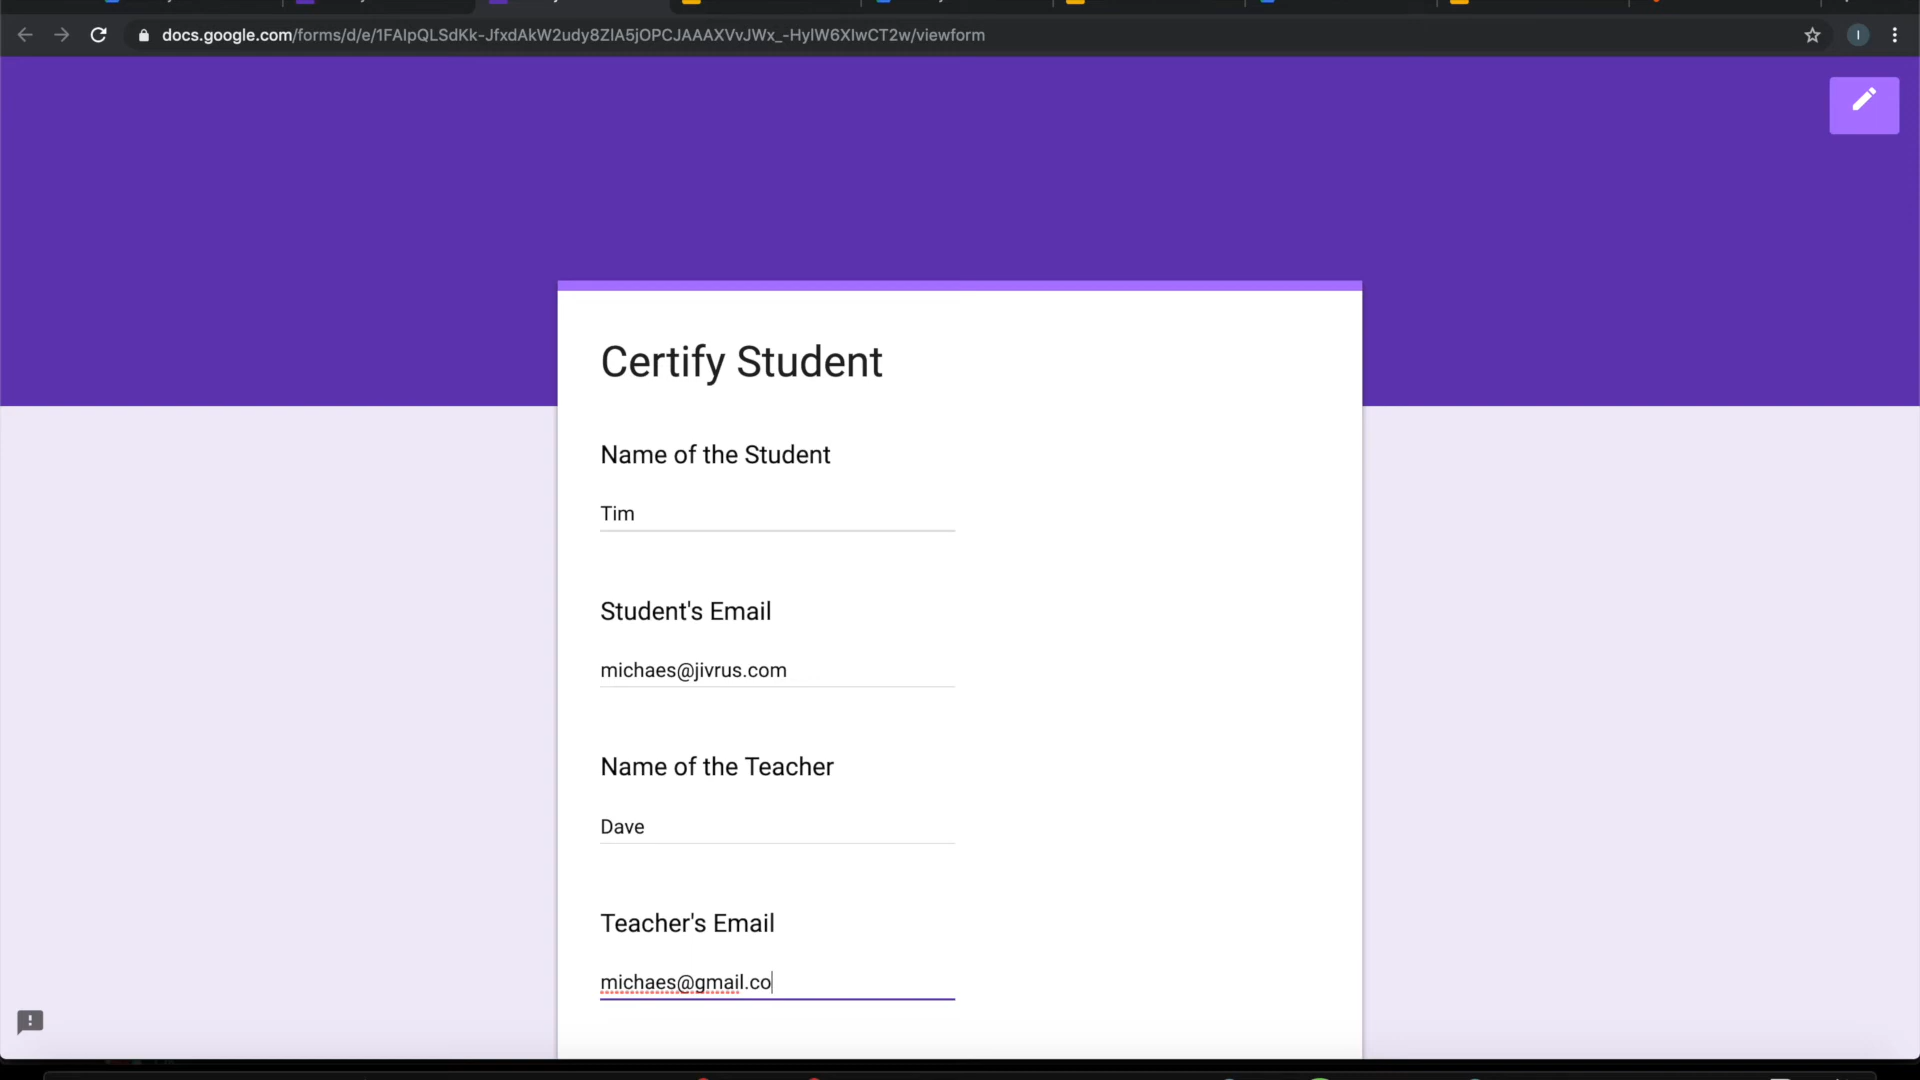 docs.google.com/forms/d/e/1FAIpQLSdKk-JfxdAkW2udy8ZIA5jOPCJAAAXVvJWx_-HyIW6XIwCT2w/viewform
I
Certify Student
Name of the Student
Tim
Student's Email
michaes@jivrus.com
Name of the Teacher
Dave
Teacher's Email
michaes@gmail.co